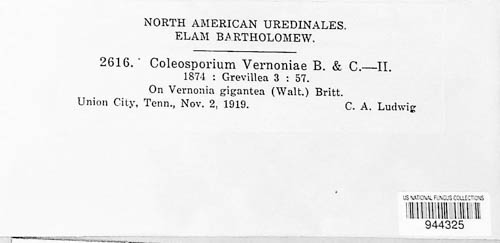 NORTH AMERICAN UREDINALES.
ELAM BARTHOLOMEW.
2616. Coleosporium Vernoniae B. & C.—II.
1874 : Grevillea 3 : 57.
On Vernonia gigantea (Walt.) Britt.
Union City, Tenn., Nov. 2, 1919. C. A. Ludwig
US NATIONAL FUNGUS COLLECTIONS
944325